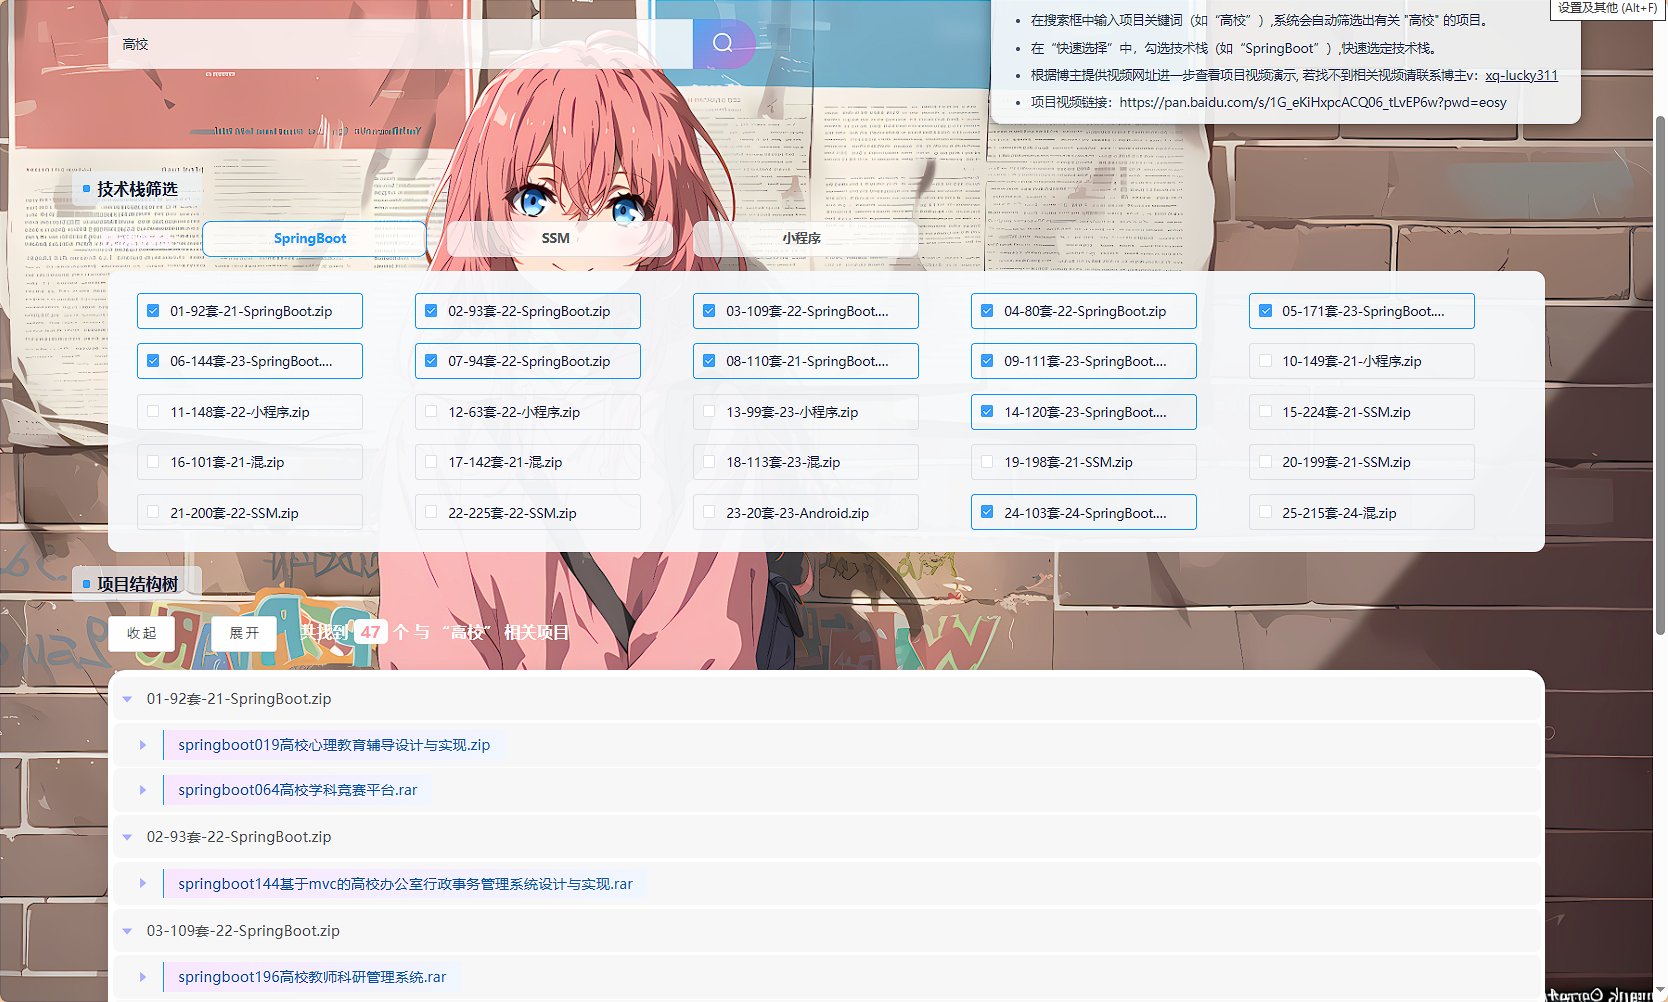 设置及其他 (Alt+F)
在搜索框中输入项目关键词（如“高校”）,系统会自动筛选出有关 "高校" 的项目。
高校
在“快速选择”中，勾选技术栈（如“SpringBoot”）,快速选定技术栈。
根据博主提供视频网址进一步查看项目视频演示, 若找不到相关视频请联系博主v：xq-lucky311
项目视频链接：https://pan.baidu.com/s/1G_eKiHxpcACQ06_tLvEP6w?pwd=eosy
技术栈筛选
SpringBoot SSM 小程序
01-92套-21-SpringBoot.zip 02-93套-22-SpringBoot.zip 03-109套-22-SpringBoot.... 04-80套-22-SpringBoot.zip 05-171套-23-SpringBoot....
06-144套-23-SpringBoot.... 07-94套-22-SpringBoot.zip 08-110套-21-SpringBoot.... 09-111套-23-SpringBoot.... 10-149套-21-小程序.zip
11-148套-22-小程序.zip 12-63套-22-小程序.zip 13-99套-23-小程序.zip 14-120套-23-SpringBoot.... 15-224套-21-SSM.zip
16-101套-21-混.zip 17-142套-21-混.zip 18-113套-23-混.zip 19-198套-21-SSM.zip 20-199套-21-SSM.zip
21-200套-22-SSM.zip 22-225套-22-SSM.zip 23-20套-23-Android.zip 24-103套-24-SpringBoot.... 25-215套-24-混.zip
项目结构树
收起 展开 共找到 47 个 与 “高校” 相关项目
01-92套-21-SpringBoot.zip
springboot019高校心理教育辅导设计与实现.zip
springboot064高校学科竞赛平台.rar
02-93套-22-SpringBoot.zip
springboot144基于mvc的高校办公室行政事务管理系统设计与实现.rar
03-109套-22-SpringBoot.zip
springboot196高校教师科研管理系统.rar